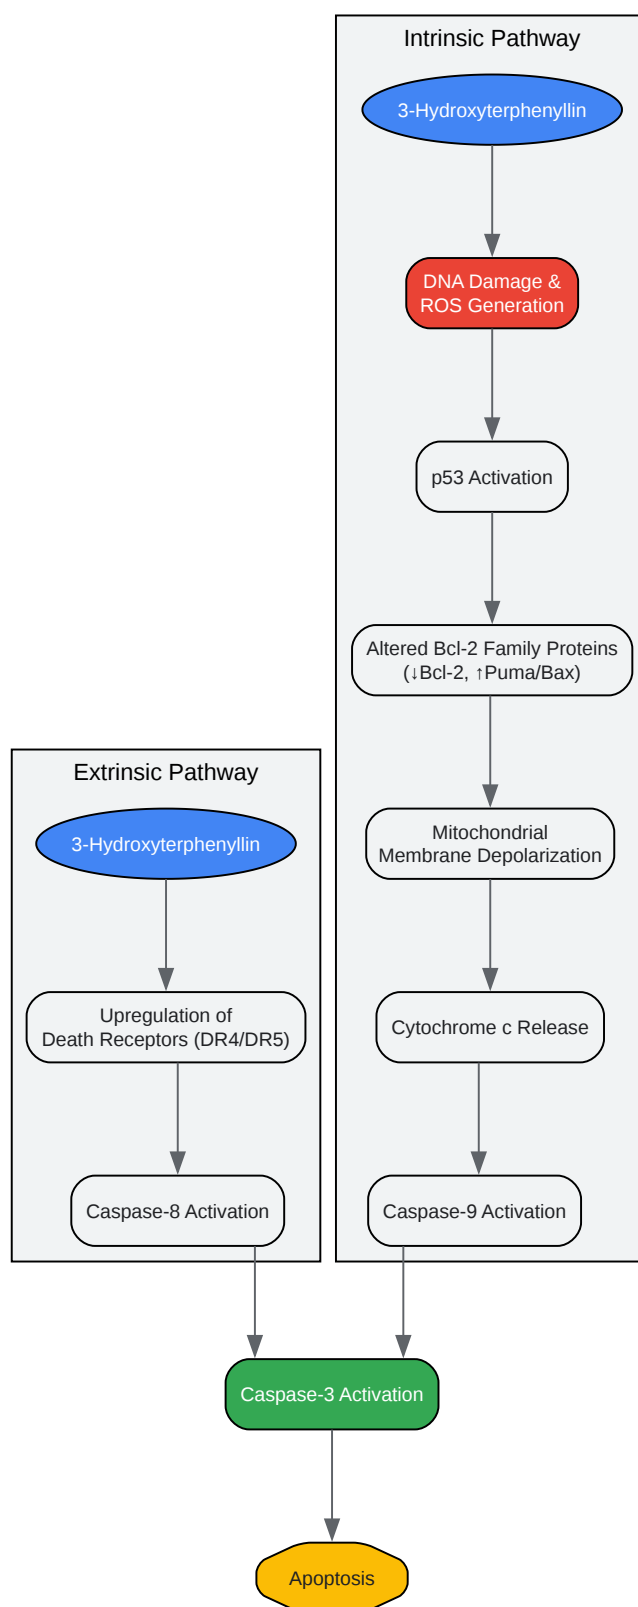 Intrinsic Pathway
3-Hydroxyterphenyllin
DNA Damage &
ROS Generation
p53 Activation
Altered Bcl-2 Family Proteins
(↓Bcl-2, ↑Puma/Bax)
Mitochondrial
Membrane Depolarization
Cytochrome c Release
Caspase-9 Activation
Extrinsic Pathway
3-Hydroxyterphenyllin
Upregulation of
Death Receptors (DR4/DR5)
Caspase-8 Activation
Caspase-3 Activation
Apoptosis